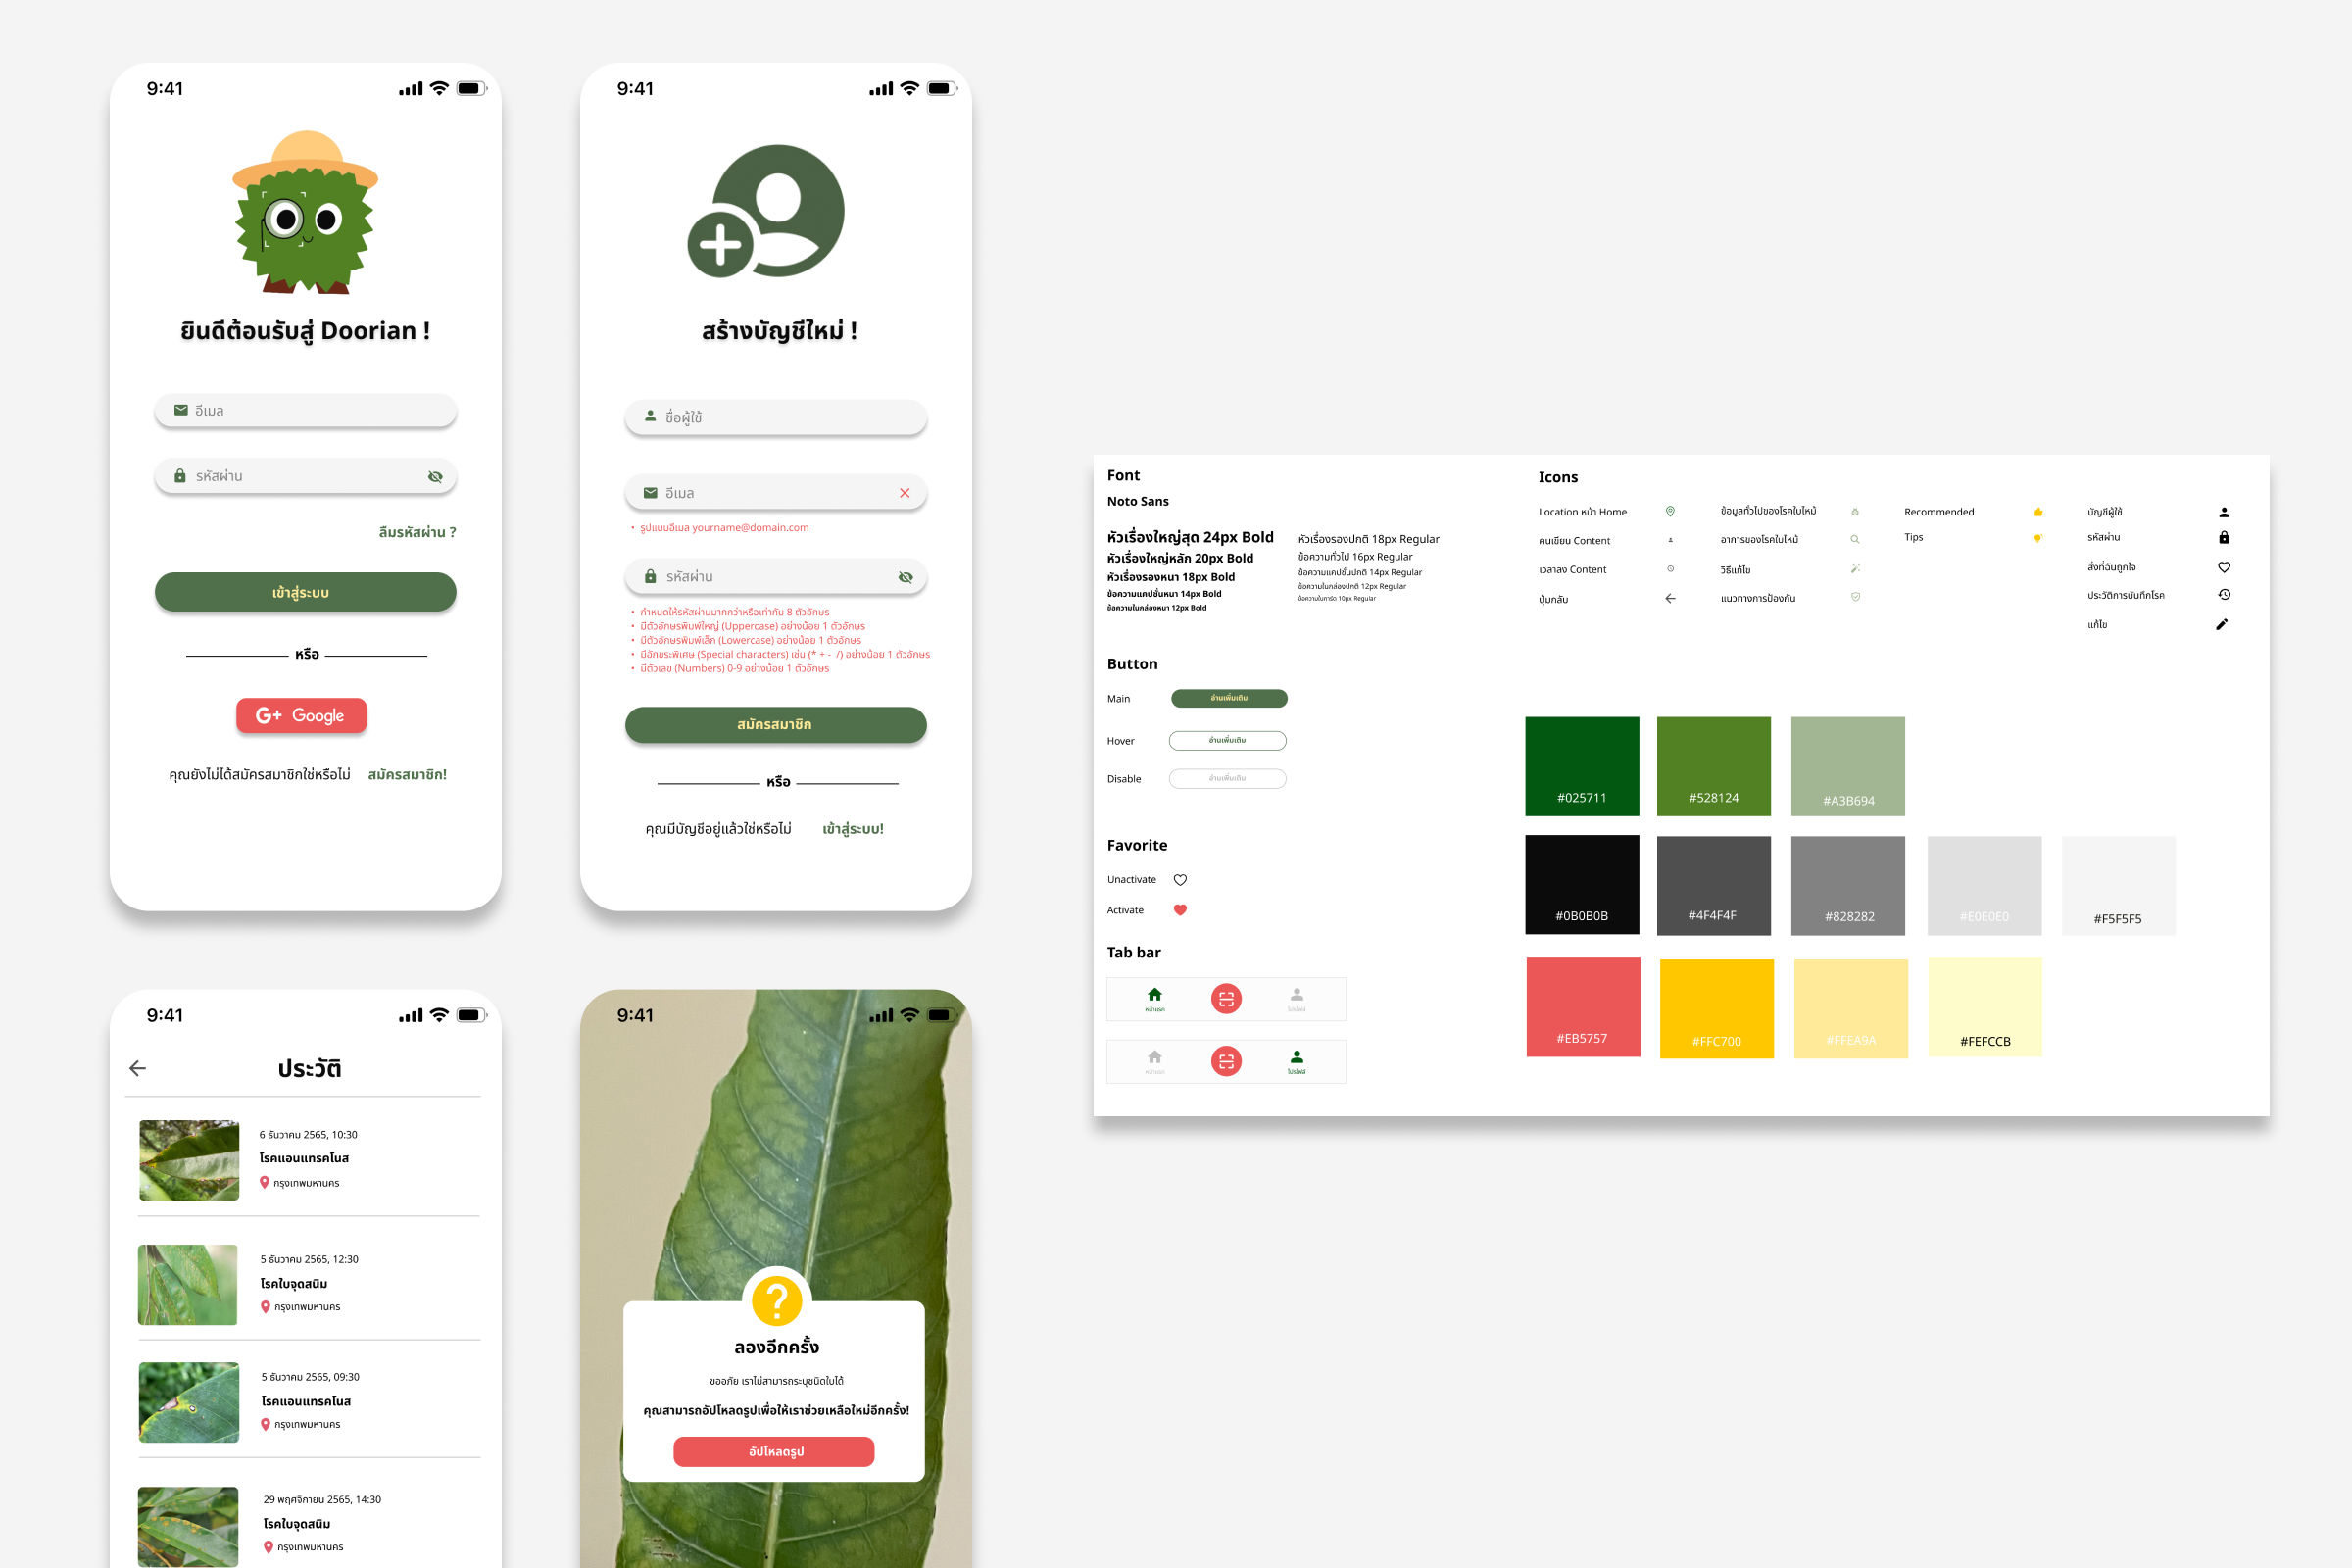 9:41
ยินดีต้อนรับสู่ Doorian !
อีเมล
รหัสผ่าน
ลืมรหัสผ่าน ?
เข้าสู่ระบบ
หรือ
G+ Google
คุณยังไม่ได้สมัครสมาชิกใช่หรือไม่ สมัครสมาชิก!
9:41
สร้างบัญชีใหม่ !
ชื่อผู้ใช้
อีเมล
• รูปแบบอีเมล yourname@domain.com
รหัสผ่าน
• กำหนดให้รหัสผ่านมากกว่าหรือเท่ากับ 8 ตัวอักษร
• มีตัวอักษรพิมพ์ใหญ่ (Uppercase) อย่างน้อย 1 ตัวอักษร
• มีตัวอักษรพิมพ์เล็ก (Lowercase) อย่างน้อย 1 ตัวอักษร
• มีอักขระพิเศษ (Special characters) เช่น (* + - /) อย่างน้อย 1 ตัวอักษร
• มีตัวเลข (Numbers) 0-9 อย่างน้อย 1 ตัวอักษร
สมัครสมาชิก
หรือ
คุณมีบัญชีอยู่แล้วใช่หรือไม่ เข้าสู่ระบบ!
9:41
ประวัติ
6 ธันวาคม 2565, 10:30
โรคแอนแทรคโนส
กรุงเทพมหานคร
5 ธันวาคม 2565, 12:30
โรคใบจุดสนิม
กรุงเทพมหานคร
5 ธันวาคม 2565, 09:30
โรคแอนแทรคโนส
กรุงเทพมหานคร
29 พฤศจิกายน 2565, 14:30
โรคใบจุดสนิม
กรุงเทพมหานคร
9:41
?
ลองอีกครั้ง
ขออภัย เราไม่สามารถระบุชนิดใบได้
คุณสามารถอัปโหลดรูปเพื่อให้เราช่วยเหลือใหม่อีกครั้ง!
อัปโหลดรูป
Font
Noto Sans
หัวเรื่องใหญ่สุด 24px Bold
หัวเรื่องใหญ่หลัก 20px Bold
หัวเรื่องรองหนา 18px Bold
ข้อความแคปชั่นหนา 14px Bold
ข้อความในกล่องหนา 12px Bold
หัวเรื่องรองปกติ 18px Regular
ข้อความทั่วไป 16px Regular
ข้อความแคปชั่นปกติ 14px Regular
ข้อความในกล่องปกติ 12px Regular
ข้อความในการ์ด 10px Regular
Icons
Location หน้า Home
คนเขียน Content
เวลาลง Content
ปุ่มกลับ
ข้อมูลทั่วไปของโรคใบไหม้
อาการของโรคใบไหม้
วิธีแก้ไข
แนวทางการป้องกัน
Recommended
Tips
บัญชีผู้ใช้
รหัสผ่าน
สิ่งที่ฉันถูกใจ
ประวัติการบันทึกโรค
แก้ไข
Button
Main อ่านเพิ่มเติม
Hover อ่านเพิ่มเติม
Disable อ่านเพิ่มเติม
Favorite
Unactivate
Activate
Tab bar
หน้าแรก โปรไฟล์
หน้าแรก โปรไฟล์
#025711 #528124 #A3B694
#0B0B0B #4F4F4F #828282 #E0E0E0 #F5F5F5
#EB5757 #FFC700 #FFEA9A #FEFCCB